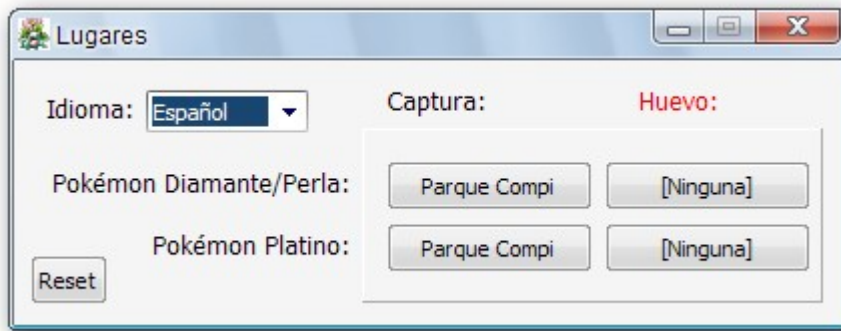 Lugares
Idioma: Español Captura: Huevo:
Pokémon Diamante/Perla: Parque Compi [Ninguna]
Pokémon Platino: Parque Compi [Ninguna]
Reset